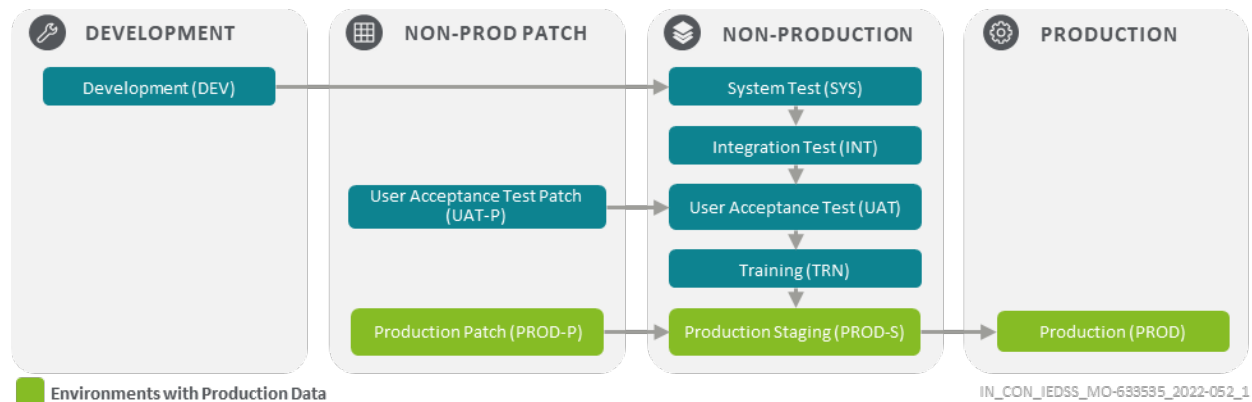 DEVELOPMENT
NON-PROD PATCH
NON-PRODUCTION
PRODUCTION
Development (DEV)
System Test (SYS)
Integration Test (INT)
User Acceptance Test Patch
(UAT-P)
User Acceptance Test (UAT)
Training (TRN)
Production Patch (PROD-P)
Production Staging (PROD-S)
Production (PROD)
Environments with Production Data
IN_CON_IEDSS_MO-633535_2022-052_1